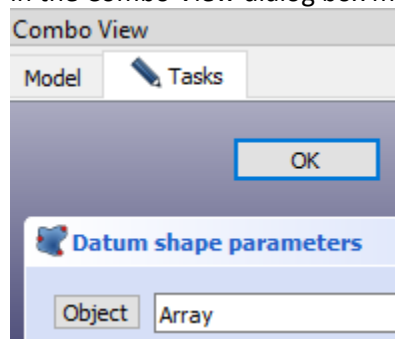 Combo View
Model Tasks
OK
Datum shape parameters
Object Array